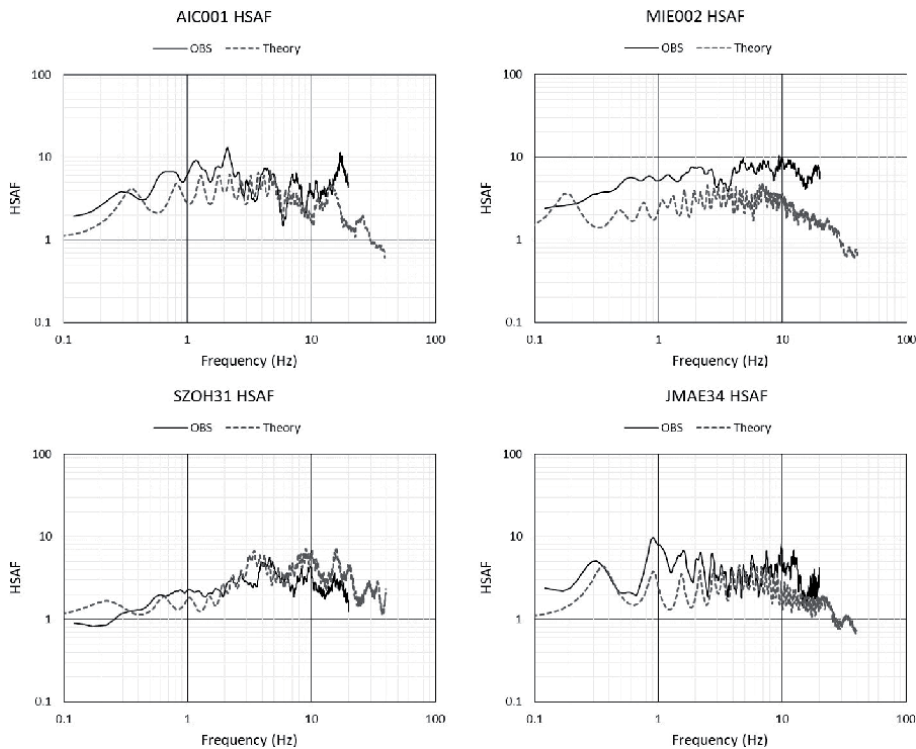 AIC001 HSAF
OBS Theory
100
10
1
0.1
HSAF
0.1 1 10 100
Frequency (Hz)
MIE002 HSAF
OBS Theory
100
10
1
0.1
HSAF
0.1 1 10 100
Frequency (Hz)
SZOH31 HSAF
OBS Theory
100
10
1
0.1
HSAF
0.1 1 10 100
Frequency (Hz)
JMAE34 HSAF
OBS Theory
100
10
1
0.1
HSAF
0.1 1 10 100
Frequency (Hz)